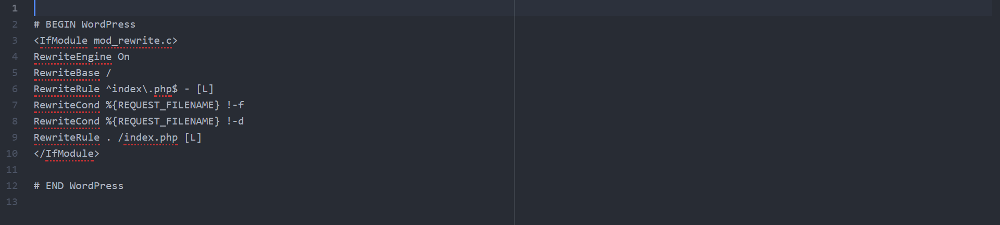 1
2 # BEGIN WordPress
3 <IfModule mod_rewrite.c>
4 RewriteEngine On
5 RewriteBase /
6 RewriteRule ^index\.php$ - [L]
7 RewriteCond %{REQUEST_FILENAME} !-f
8 RewriteCond %{REQUEST_FILENAME} !-d
9 RewriteRule . /index.php [L]
10 </IfModule>
11
12 # END WordPress
13